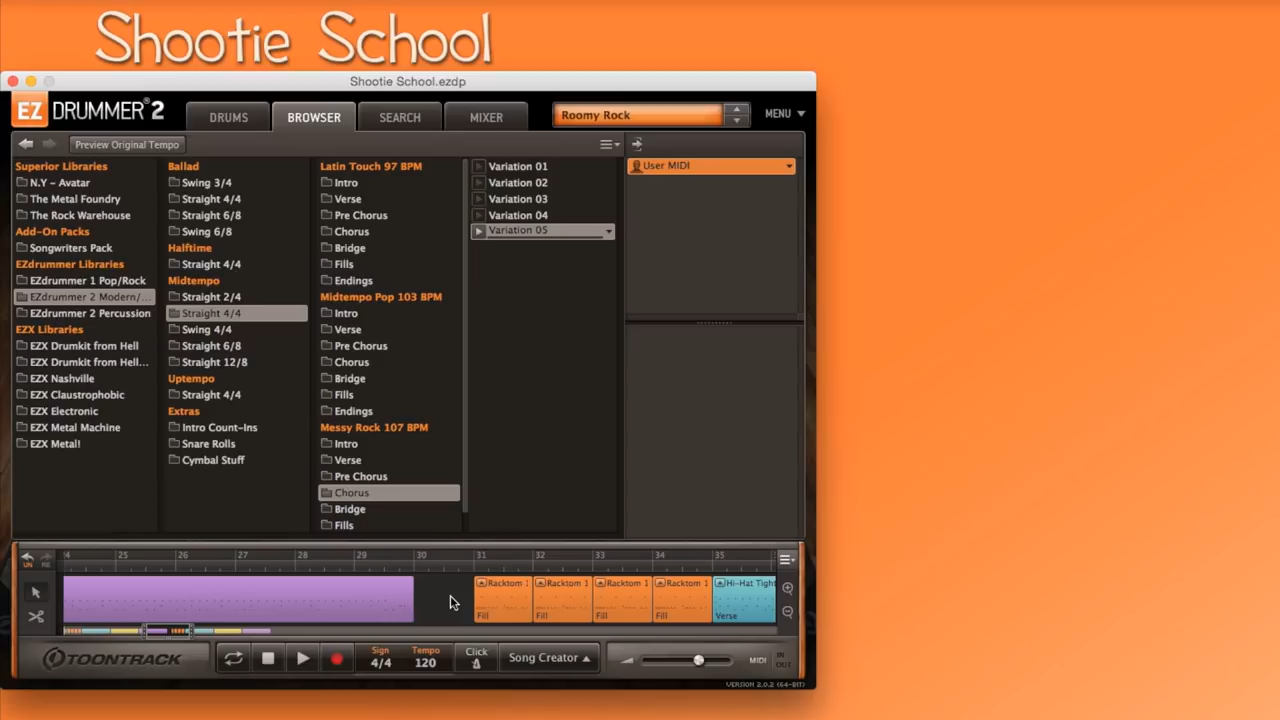 Shootie School
Shootie School.ezdp
EZ DRUMMER® 2
DRUMS
BROWSER
SEARCH
MIXER
Roomy Rock
MENU
Preview Original Tempo
Superior Libraries
N.Y - Avatar
The Metal Foundry
The Rock Warehouse
Add-On Packs
Songwriters Pack
EZdrummer Libraries
EZdrummer 1 Pop/Rock
EZdrummer 2 Modern/...
EZdrummer 2 Percussion
EZX Libraries
EZX Drumkit from Hell
EZX Drumkit from Hell...
EZX Nashville
EZX Claustrophobic
EZX Electronic
EZX Metal Machine
EZX Metal!
Ballad
Swing 3/4
Straight 4/4
Straight 6/8
Swing 6/8
Halftime
Straight 4/4
Midtempo
Straight 2/4
Straight 4/4
Swing 4/4
Straight 6/8
Straight 12/8
Uptempo
Straight 4/4
Extras
Intro Count-Ins
Snare Rolls
Cymbal Stuff
Latin Touch 97 BPM
Intro
Verse
Pre Chorus
Chorus
Bridge
Fills
Endings
Midtempo Pop 103 BPM
Intro
Verse
Pre Chorus
Chorus
Bridge
Fills
Endings
Messy Rock 107 BPM
Intro
Verse
Pre Chorus
Chorus
Bridge
Fills
Variation 01
Variation 02
Variation 03
Variation 04
Variation 05
User MIDI
UN RE
4 25 26 27 28 29 30 31 32 33 34 35
Racktom 1 Racktom 1 Racktom 1 Racktom 1 Hi-Hat Tight
Fill Fill Fill Fill Verse
TOONTRACK
Sign
4/4
Tempo
120
Click
Song Creator
MIDI
IN
OUT
VERSION 2.0.2 (64-BIT)